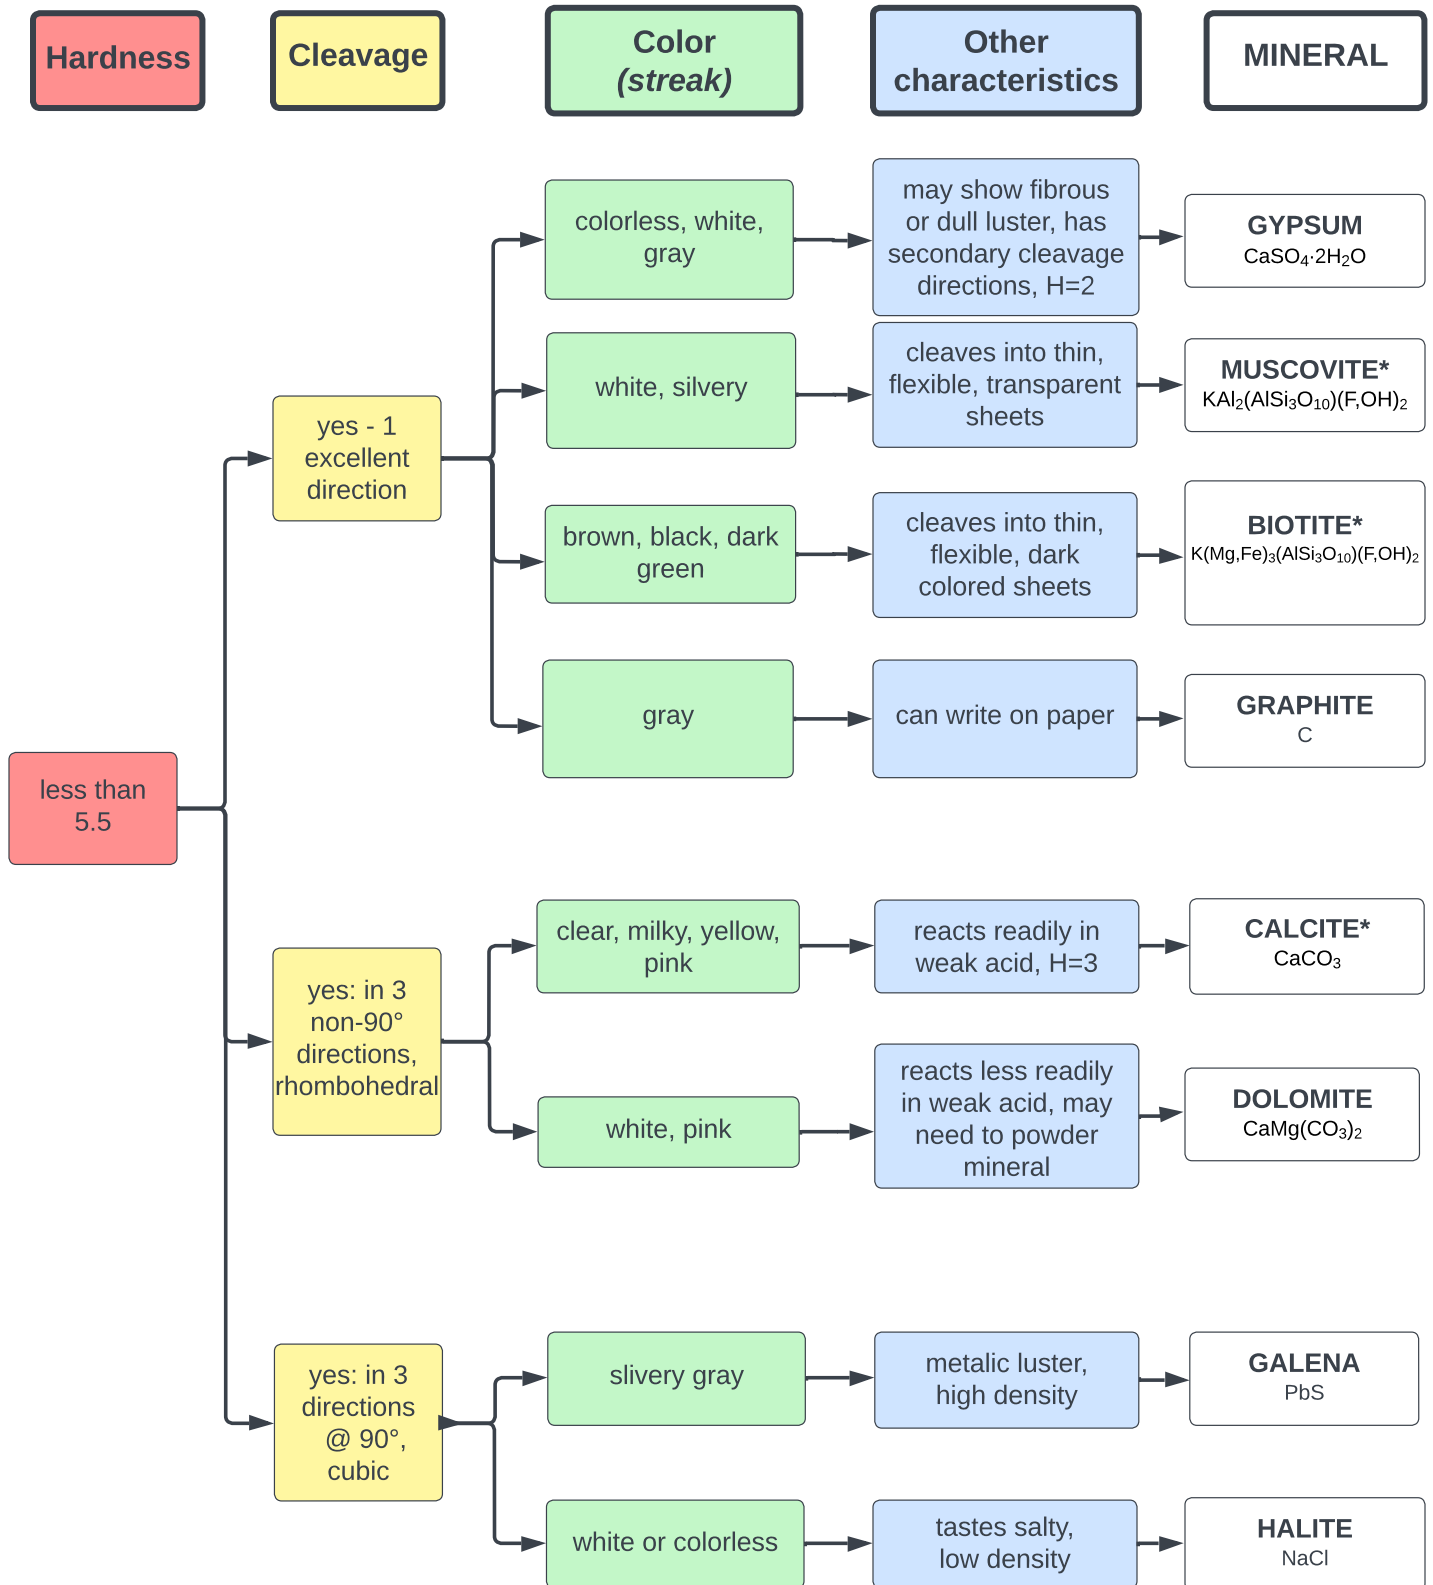 Hardness
Cleavage
Color
(streak)
Other
characteristics
MINERAL
less than
5.5
yes - 1
excellent
direction
colorless, white,
gray
may show fibrous
or dull luster, has
secondary cleavage
directions, H=2
GYPSUM
CaSO₄·2H₂O
white, silvery
cleaves into thin,
flexible, transparent
sheets
MUSCOVITE*
KAl₂(AlSi₃O₁₀)(F,OH)₂
brown, black, dark
green
cleaves into thin,
flexible, dark
colored sheets
BIOTITE*
K(Mg,Fe)₃(AlSi₃O₁₀)(F,OH)₂
gray
can write on paper
GRAPHITE
C
yes: in 3
non-90°
directions,
rhombohedral
clear, milky, yellow,
pink
reacts readily in
weak acid, H=3
CALCITE*
CaCO₃
white, pink
reacts less readily
in weak acid, may
need to powder
mineral
DOLOMITE
CaMg(CO₃)₂
yes: in 3
directions
@ 90°,
cubic
slivery gray
metalic luster,
high density
GALENA
PbS
white or colorless
tastes salty,
low density
HALITE
NaCl